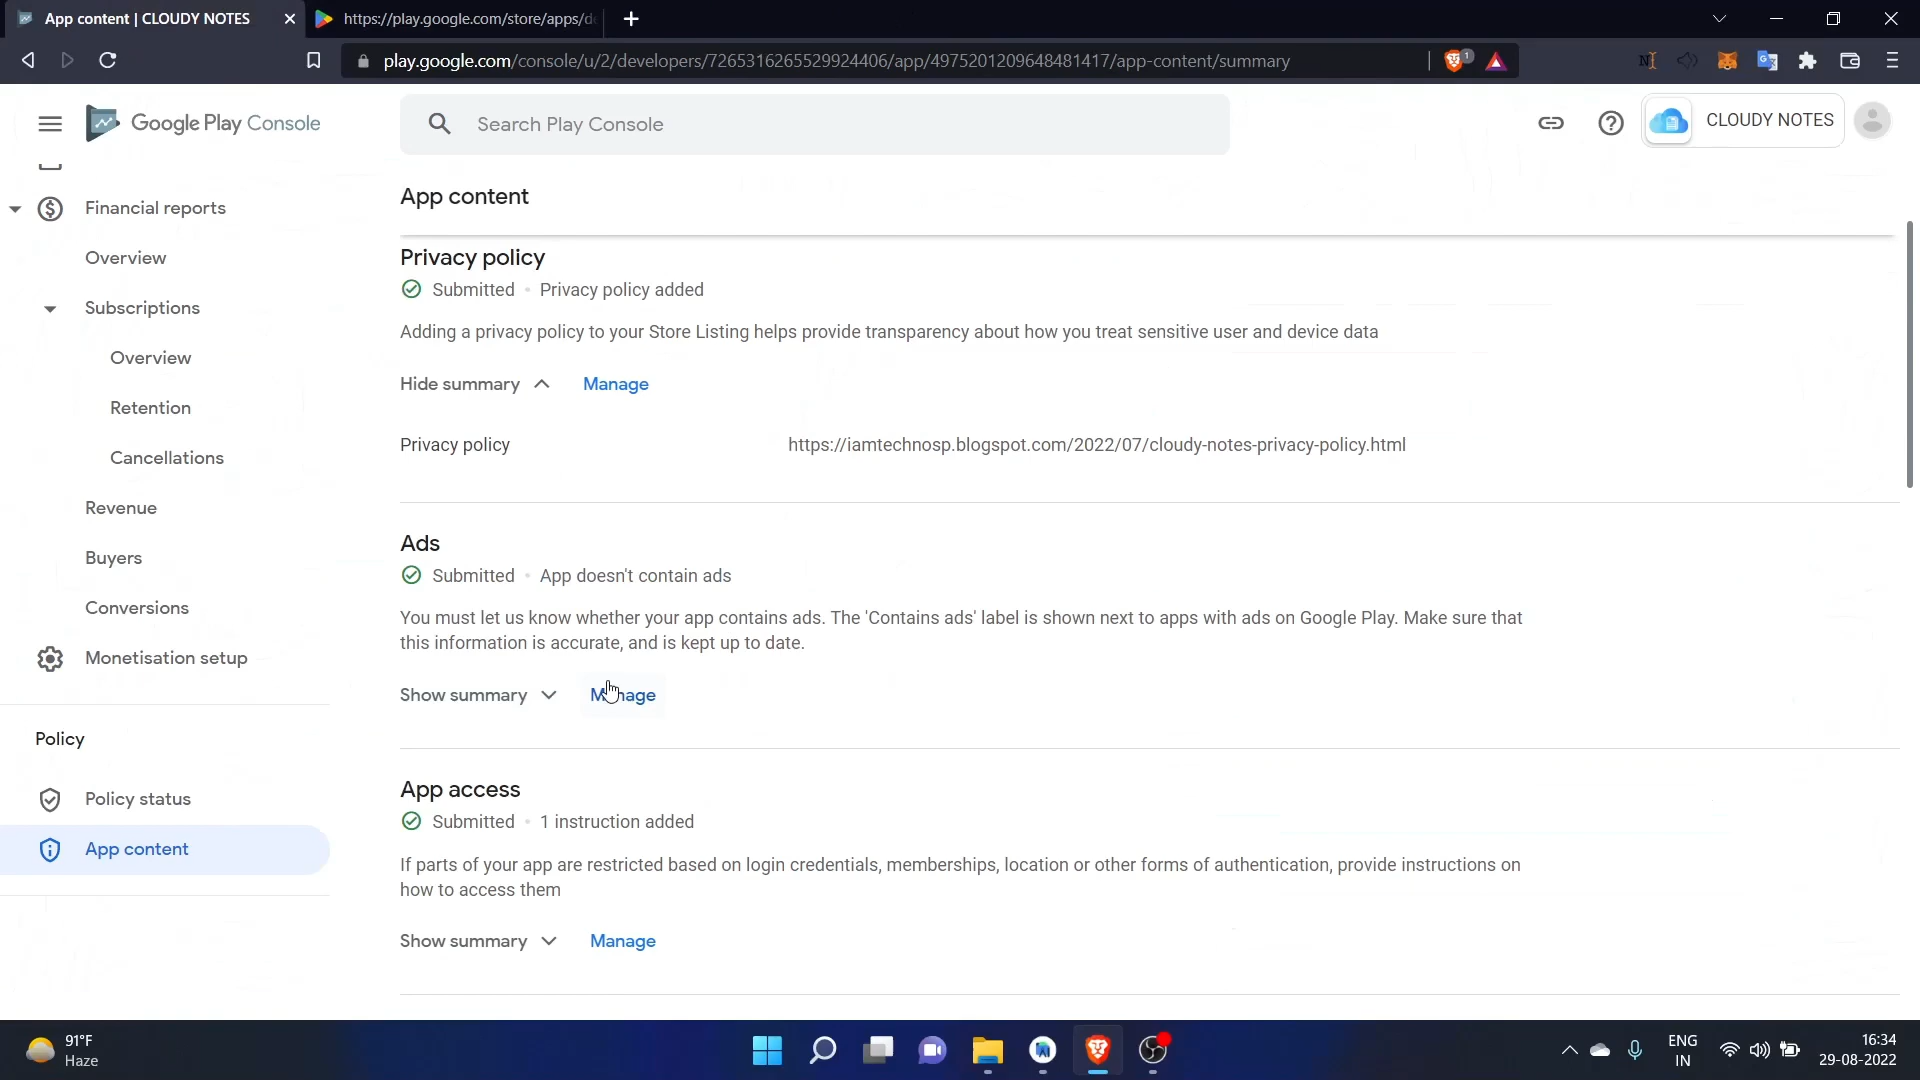 App content | CLOUDY NOTES
https://play.google.com/store/apps/de
play.google.com/console/u/2/developers/7265316265529924406/app/4975201209648481417/app-content/summary
1
Google Play Console
Search Play Console
CLOUDY NOTES
Financial reports
Overview
Subscriptions
Overview
Retention
Cancellations
Revenue
Buyers
Conversions
Monetisation setup
Policy
Policy status
App content
App content
Privacy policy
Submitted • Privacy policy added
Adding a privacy policy to your Store Listing helps provide transparency about how you treat sensitive user and device data
Hide summary Manage
Privacy policy https://iamtechnosp.blogspot.com/2022/07/cloudy-notes-privacy-policy.html
Ads
Submitted • App doesn't contain ads
You must let us know whether your app contains ads. The 'Contains ads' label is shown next to apps with ads on Google Play. Make sure that
this information is accurate, and is kept up to date.
Show summary Manage
App access
Submitted • 1 instruction added
If parts of your app are restricted based on login credentials, memberships, location or other forms of authentication, provide instructions on
how to access them
Show summary Manage
91°F
Haze
ENG
IN
16:34
29-08-2022